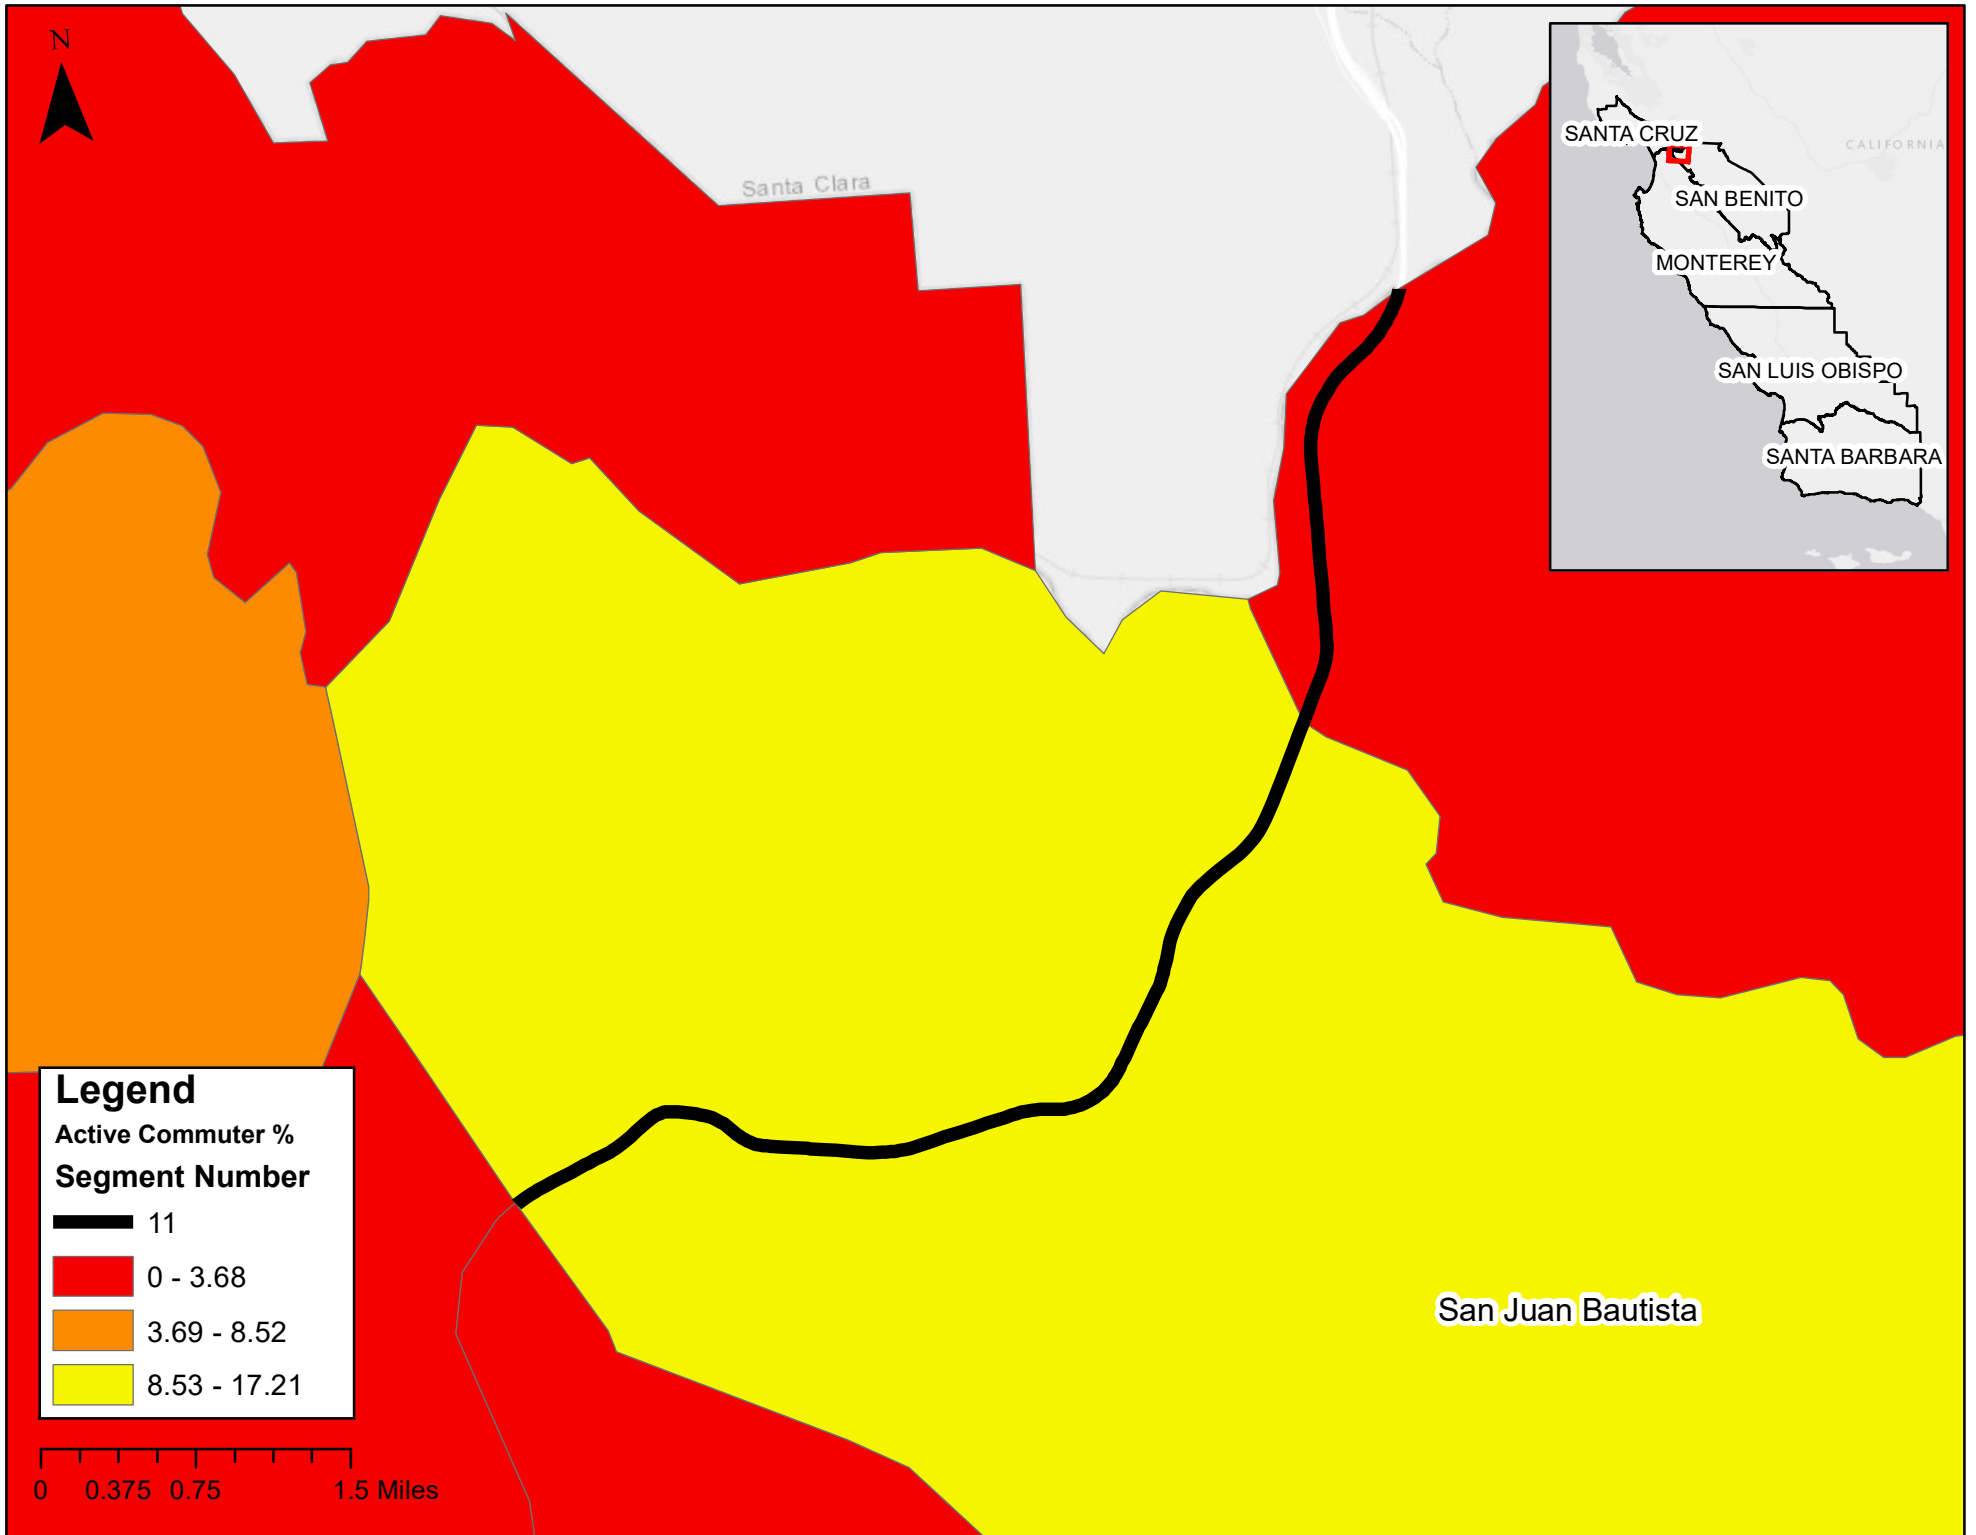 N
Santa Clara
SANTA CRUZ
CALIFORNIA
SAN BENITO
MONTEREY
SAN LUIS OBISPO
SANTA BARBARA
San Juan Bautista
Legend
Active Commuter %
Segment Number
11
0 - 3.68
3.69 - 8.52
8.53 - 17.21
0 0.375 0.75 1.5 Miles